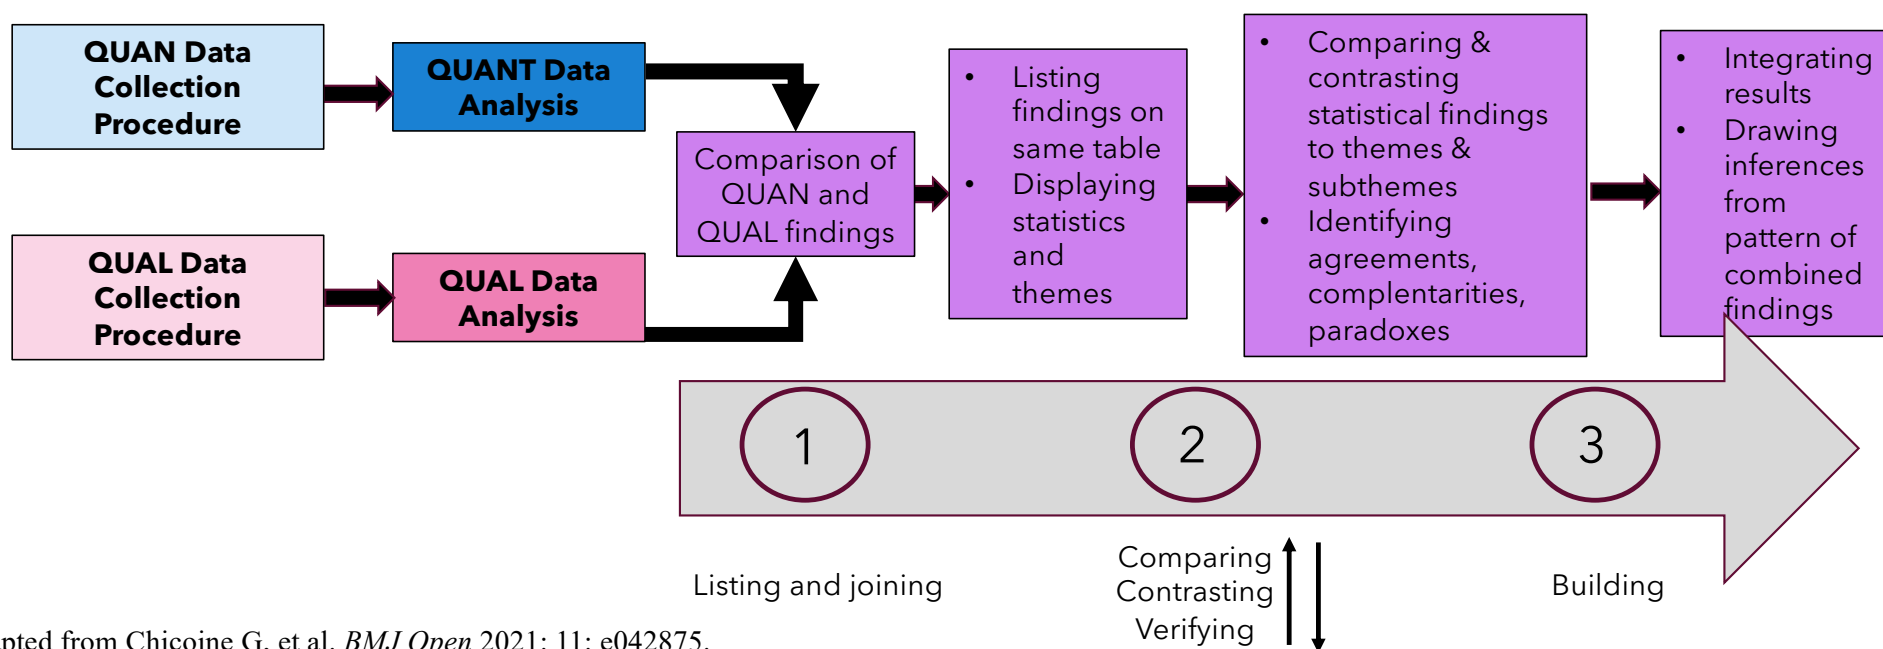 QUAN Data
Collection
Procedure
QUANT Data
Analysis
QUAL Data
Collection
Procedure
QUAL Data
Analysis
Comparison of
QUAN and
QUAL findings
• Listing
findings on
same table
• Displaying
statistics
and
themes
• Comparing &
contrasting
statistical findings
to themes &
subthemes
• Identifying
agreements,
complentarities,
paradoxes
• Integrating
results
• Drawing
inferences
from
pattern of
combined
findings
1
2
3
Listing and joining
Comparing
Contrasting
Verifying
Building
pted from Chicoine G, et al. BMJ Open 2021; 11: e042875.